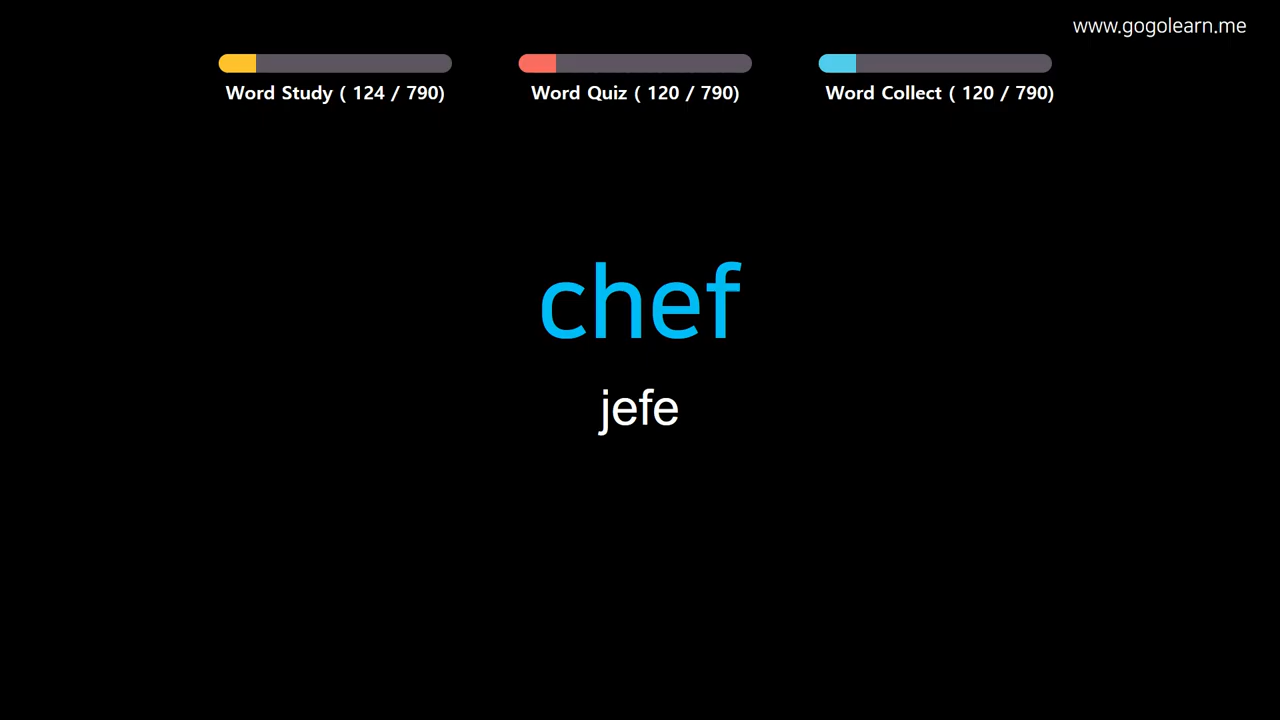 www.gogolearn.me
Word Study ( 124 / 790)
Word Quiz ( 120 / 790)
Word Collect ( 120 / 790)
chef
jefe